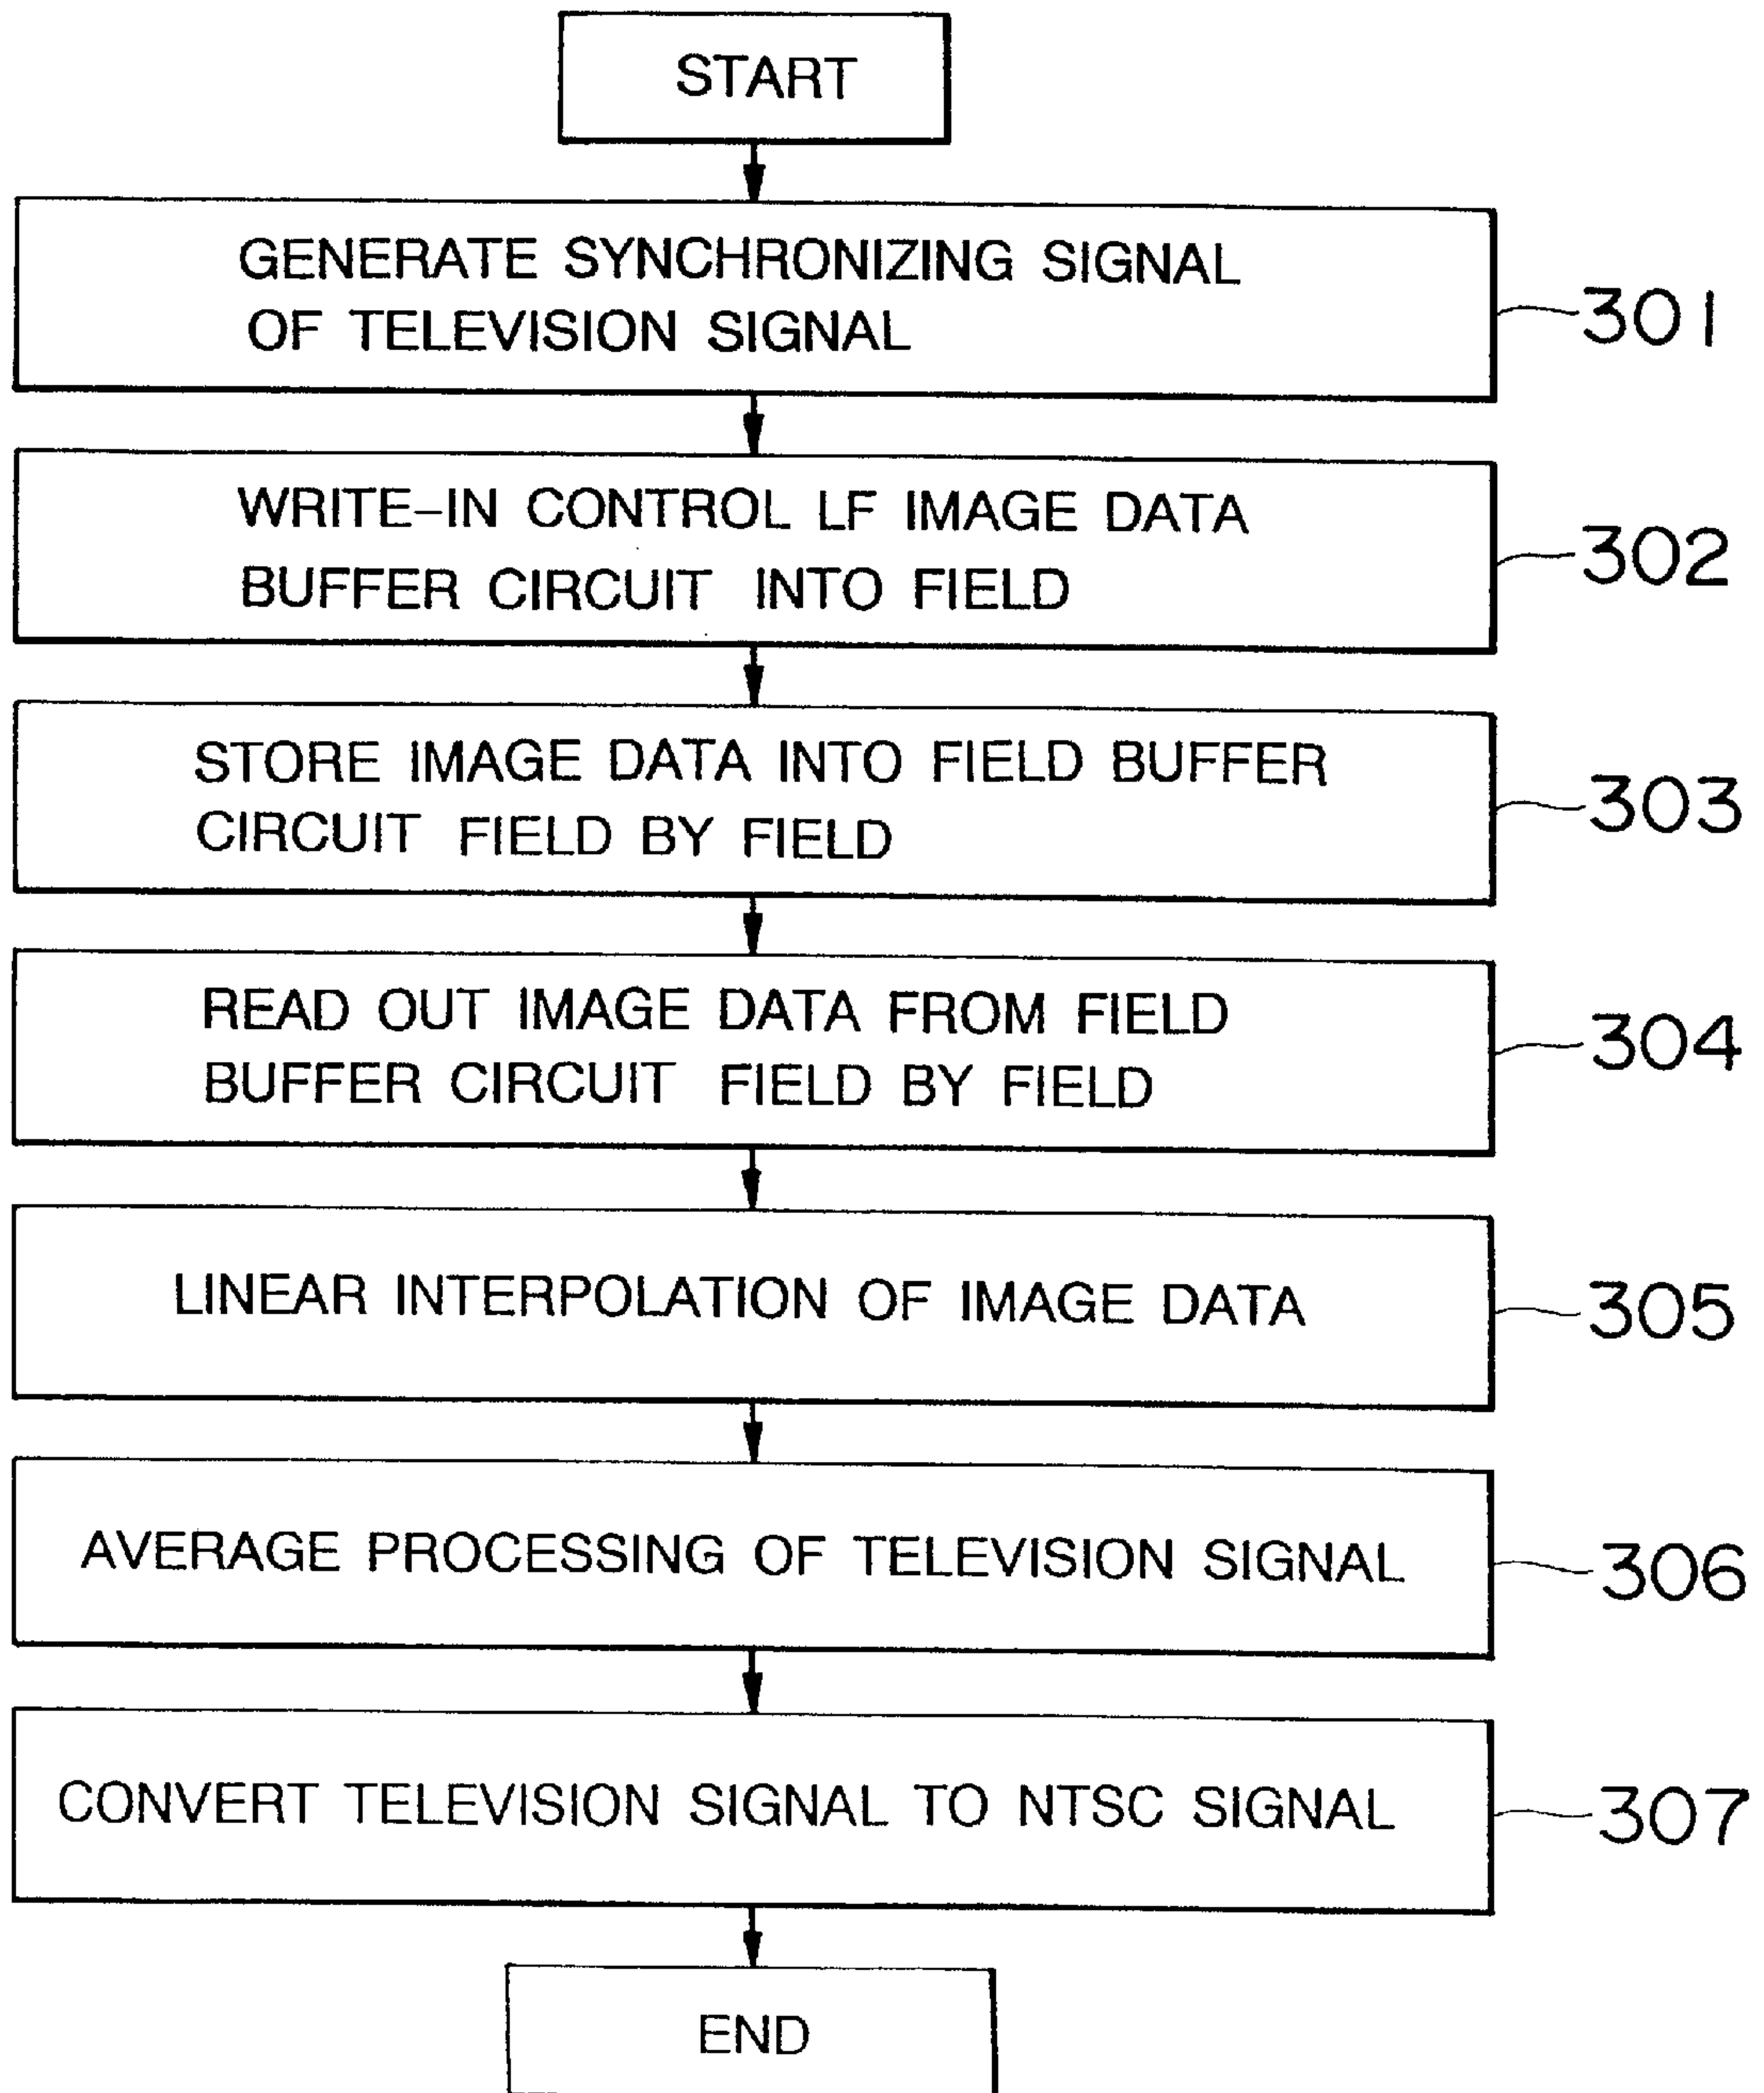 START
GENERATE SYNCHRONIZING SIGNAL
OF TELEVISION SIGNAL
301
WRITE-IN CONTROL LF IMAGE DATA
BUFFER CIRCUIT INTO FIELD
302
STORE IMAGE DATA INTO FIELD BUFFER
CIRCUIT FIELD BY FIELD
303
READ OUT IMAGE DATA FROM FIELD
BUFFER CIRCUIT FIELD BY FIELD
304
LINEAR INTERPOLATION OF IMAGE DATA
305
AVERAGE PROCESSING OF TELEVISION SIGNAL
306
CONVERT TELEVISION SIGNAL TO NTSC SIGNAL
307
END